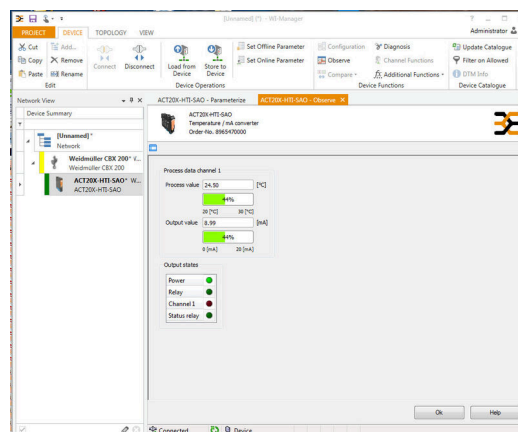 [Unnamed] (*) - WI-Manager
PROJECT DEVICE TOPOLOGY VIEW Administrator
Cut Add... Set Offline Parameter Configuration Diagnosis Update Catalogue
Copy Remove Connect Disconnect Load from Device Store to Device Set Online Parameter Observe Channel Functions Filter on Allowed
Paste Rename Compare Additional Functions DTM Info
Edit Device Operations Device Functions Device Catalogue
Network View
Device Summary
[Unnamed]*
Network
Weidmüller CBX 200*
Weidmüller CBX 200
ACT20X-HTI-SAO* W...
ACT20X-HTI-SAO
ACT20X-HTI-SAO - Parameterize ACT20X-HTI-SAO - Observe
ACT20X-HTI-SAO
Temperature / mA converter
Order-No. 8965470000
Process data channel 1
Process value 24.50 [°C]
44%
20 [°C] 30 [°C]
Output value 8.99 [mA]
44%
0 [mA] 20 [mA]
Output states
Power
Relay
Channel 1
Status relay
Ok Help
Connected Device